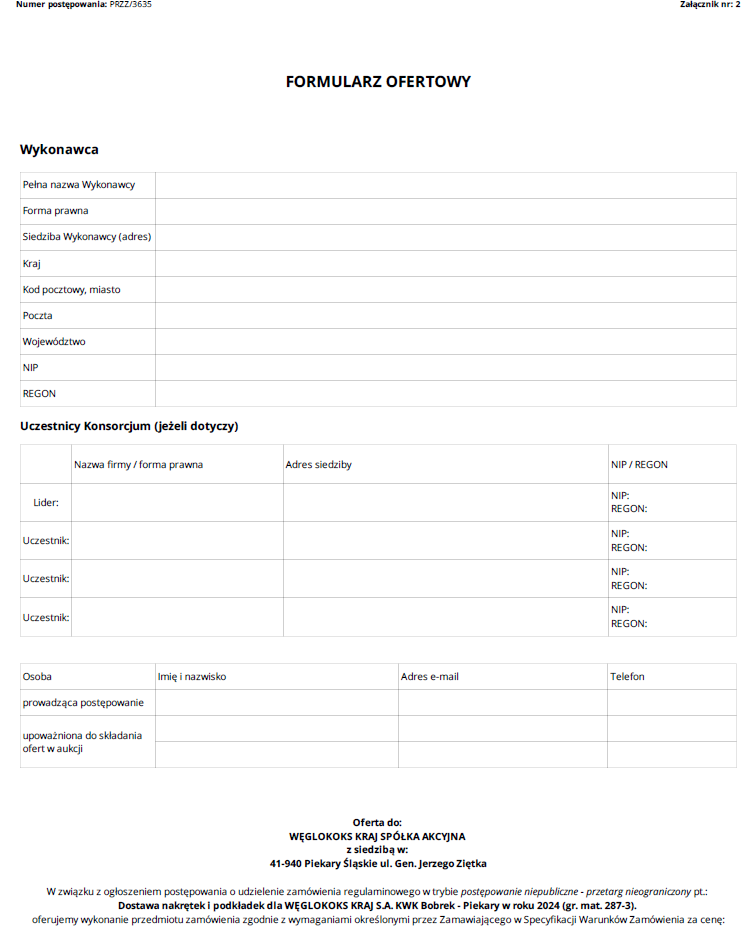 Numer postępowania: PRZZ/3635 Załącznik nr: 2
FORMULARZ OFERTOWY
Wykonawca
Pełna nazwa Wykonawcy
Forma prawna
Siedziba Wykonawcy (adres)
Kraj
Kod pocztowy, miasto
Poczta
Województwo
NIP
REGON
Uczestnicy Konsorcjum (jeżeli dotyczy)
Nazwa firmy / forma prawna Adres siedziby NIP / REGON
Lider: NIP:
REGON:
Uczestnik: NIP:
REGON:
Uczestnik: NIP:
REGON:
Uczestnik: NIP:
REGON:
Osoba Imię i nazwisko Adres e-mail Telefon
prowadząca postępowanie
upoważniona do składania
ofert w aukcji
Oferta do:
WĘGLOKOKS KRAJ SPÓŁKA AKCYJNA
z siedzibą w:
41-940 Piekary Śląskie ul. Gen. Jerzego Ziętka
W związku z ogłoszeniem postępowania o udzielenie zamówienia regulaminowego w trybie postępowanie niepubliczne - przetarg nieograniczony pt.:
Dostawa nakrętek i podkładek dla WĘGLOKOKS KRAJ S.A. KWK Bobrek - Piekary w roku 2024 (gr. mat. 287-3).
oferujemy wykonanie przedmiotu zamówienia zgodnie z wymaganiami określonymi przez Zamawiającego w Specyfikacji Warunków Zamówienia za cenę: